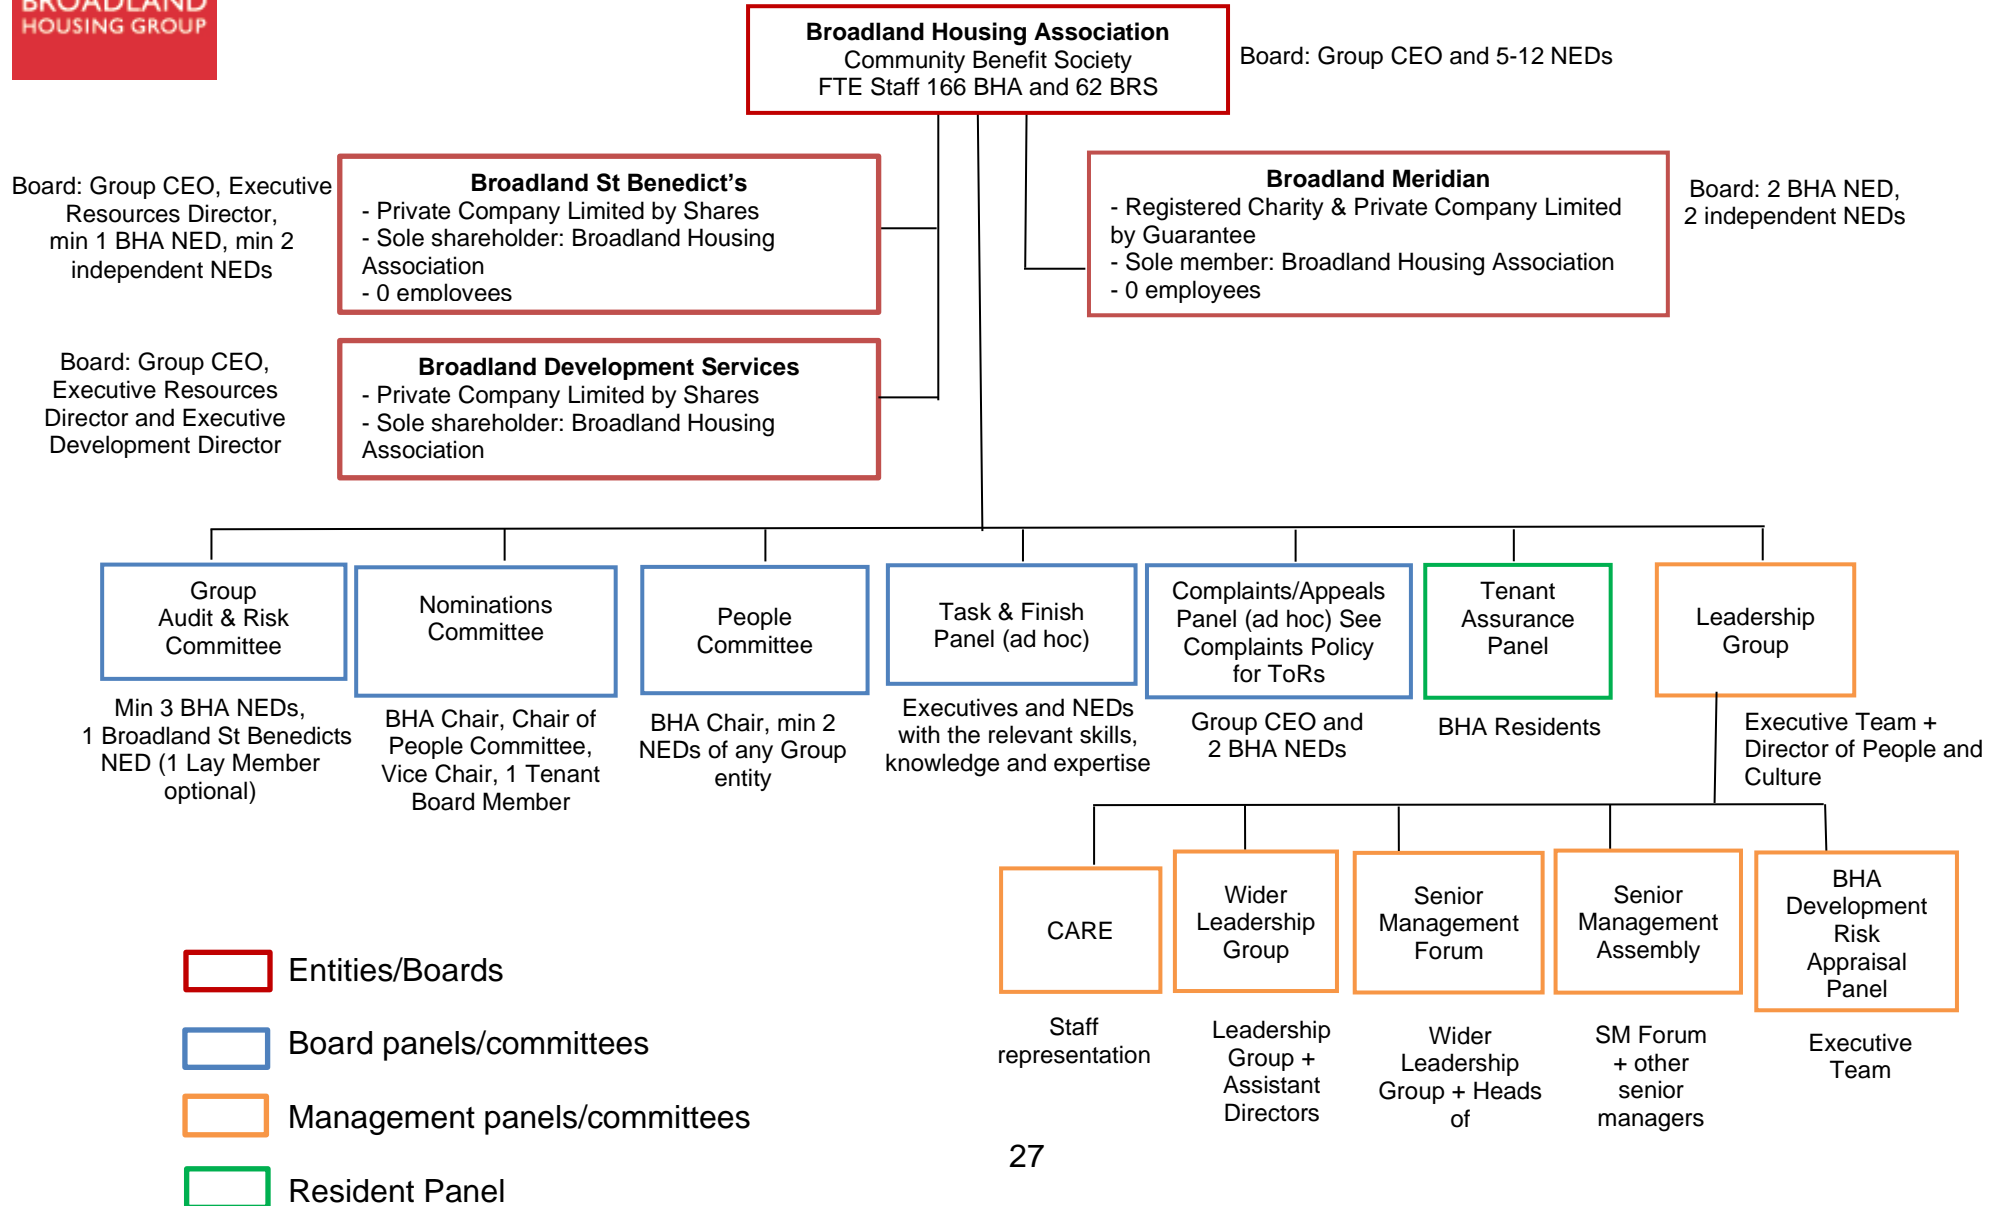 BROADLAND
HOUSING GROUP
Broadland Housing Association
Community Benefit Society
FTE Staff 166 BHA and 62 BRS
Board: Group CEO and 5-12 NEDs
Board: Group CEO, Executive
Resources Director,
min 1 BHA NED, min 2
independent NEDs
Broadland St Benedict's
- Private Company Limited by Shares
- Sole shareholder: Broadland Housing
Association
- 0 employees
Broadland Meridian
- Registered Charity & Private Company Limited
by Guarantee
- Sole member: Broadland Housing Association
- 0 employees
Board: 2 BHA NED,
2 independent NEDs
Board: Group CEO,
Executive Resources
Director and Executive
Development Director
Broadland Development Services
- Private Company Limited by Shares
- Sole shareholder: Broadland Housing
Association
Group
Audit & Risk
Committee
Nominations
Committee
People
Committee
Task & Finish
Panel (ad hoc)
Complaints/Appeals
Panel (ad hoc) See
Complaints Policy
for ToRs
Tenant
Assurance
Panel
Leadership
Group
Min 3 BHA NEDs,
1 Broadland St Benedicts
NED (1 Lay Member
optional)
BHA Chair, Chair of
People Committee,
Vice Chair, 1 Tenant
Board Member
BHA Chair, min 2
NEDs of any Group
entity
Executives and NEDs
with the relevant skills,
knowledge and expertise
Group CEO and
2 BHA NEDs
BHA Residents
Executive Team +
Director of People and
Culture
CARE
Wider
Leadership
Group
Senior
Management
Forum
Senior
Management
Assembly
BHA
Development
Risk
Appraisal
Panel
Staff
representation
Leadership
Group +
Assistant
Directors
Wider
Leadership
Group + Heads
of
SM Forum
+ other
senior
managers
Executive
Team
Entities/Boards
Board panels/committees
Management panels/committees
Resident Panel
27